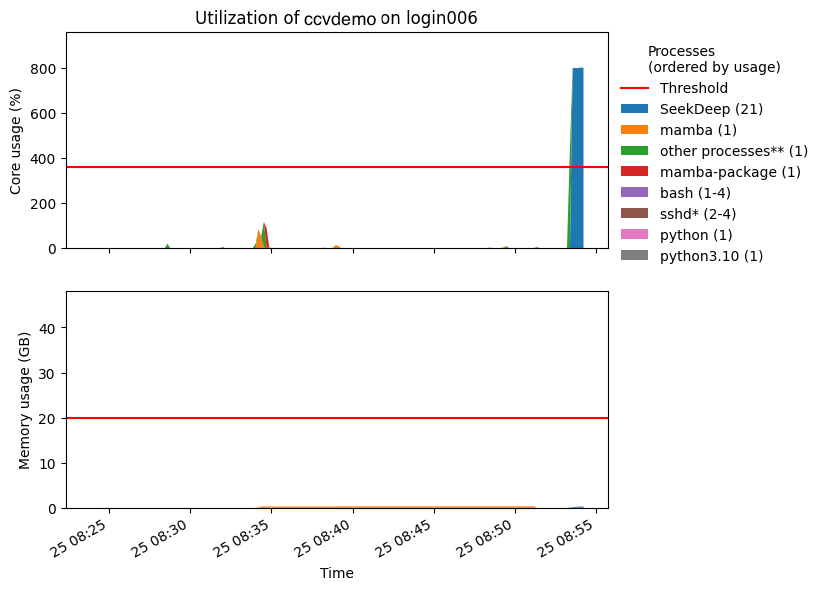 Utilization of ccvdemo on login006
Core usage (%)
800
600
400
200
0
Processes
(ordered by usage)
Threshold
SeekDeep (21)
mamba (1)
other processes** (1)
mamba-package (1)
bash (1-4)
sshd* (2-4)
python (1)
python3.10 (1)
Memory usage (GB)
40
30
20
10
0
25 08:25
25 08:30
25 08:35
25 08:40
25 08:45
25 08:50
25 08:55
Time